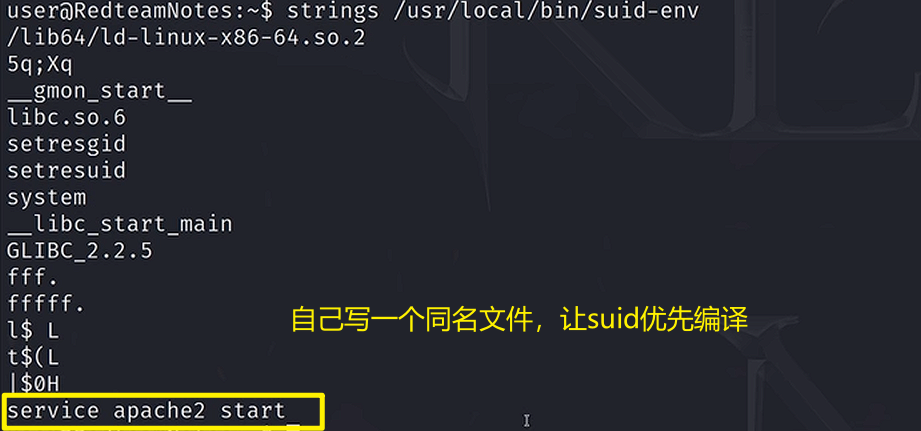 user@RedteamNotes:~$ strings /usr/local/bin/suid-env
/lib64/ld-linux-x86-64.so.2
5q;Xq
__gmon_start__
libc.so.6
setresgid
setresuid
system
__libc_start_main
GLIBC_2.2.5
fff.
fffff.
自己写一个同名文件，让suid优先编译
l$ L
t$(L
|$0H
service apache2 start